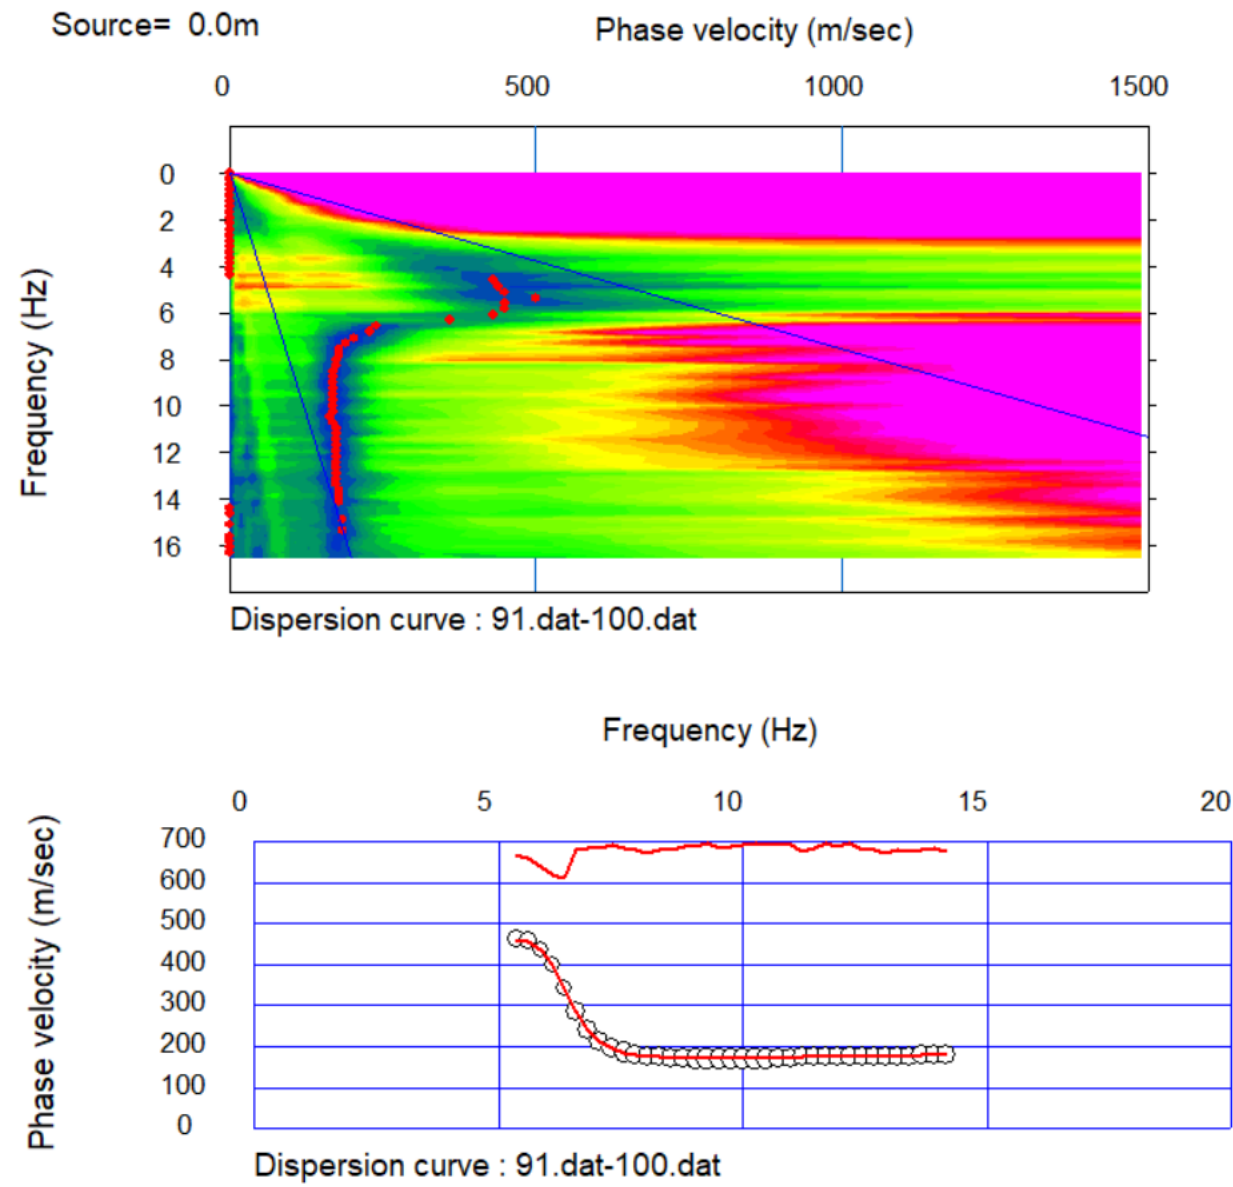 Source= 0.0m
Phase velocity (m/sec)
0 500 1000 1500
Frequency (Hz)
0
2
4
6
8
10
12
14
16
Dispersion curve : 91.dat-100.dat
Frequency (Hz)
0 5 10 15 20
Phase velocity (m/sec)
700
600
500
400
300
200
100
0
Dispersion curve : 91.dat-100.dat